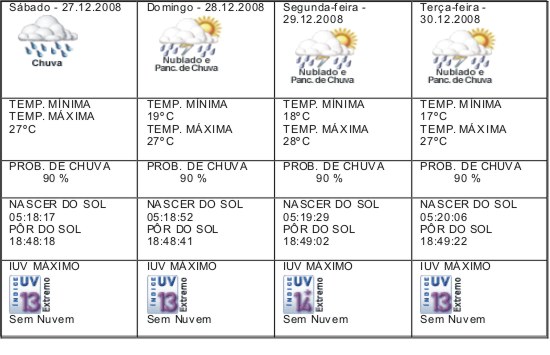 Sábado - 27.12.2008
Chuva
TEMP. MÍNIMA
TEMP. MÁXIMA
27ºC
PROB. DE CHUVA
90 %
NASCER DO SOL
05:18:17
PÔR DO SOL
18:48:18
IUV MÁXIMO
ÍNDICE UV 13 Extremo
Sem Nuvem
Domingo - 28.12.2008
Nublado e
Panc. de Chuva
TEMP. MÍNIMA
19ºC
TEMP. MÁXIMA
27ºC
PROB. DE CHUVA
90 %
NASCER DO SOL
05:18:52
PÔR DO SOL
18:48:41
IUV MÁXIMO
ÍNDICE UV 13 Extremo
Sem Nuvem
Segunda-feira -
29.12.2008
Nublado e
Panc. de Chuva
TEMP. MÍNIMA
18ºC
TEMP. MÁXIMA
28ºC
PROB. DE CHUVA
90 %
NASCER DO SOL
05:19:29
PÔR DO SOL
18:49:02
IUV MÁXIMO
ÍNDICE UV 14 Extremo
Sem Nuvem
Terça-feira -
30.12.2008
Nublado e
Panc. de Chuva
TEMP. MÍNIMA
17ºC
TEMP. MÁXIMA
27ºC
PROB. DE CHUVA
90 %
NASCER DO SOL
05:20:06
PÔR DO SOL
18:49:22
IUV MÁXIMO
ÍNDICE UV 13 Extremo
Sem Nuvem